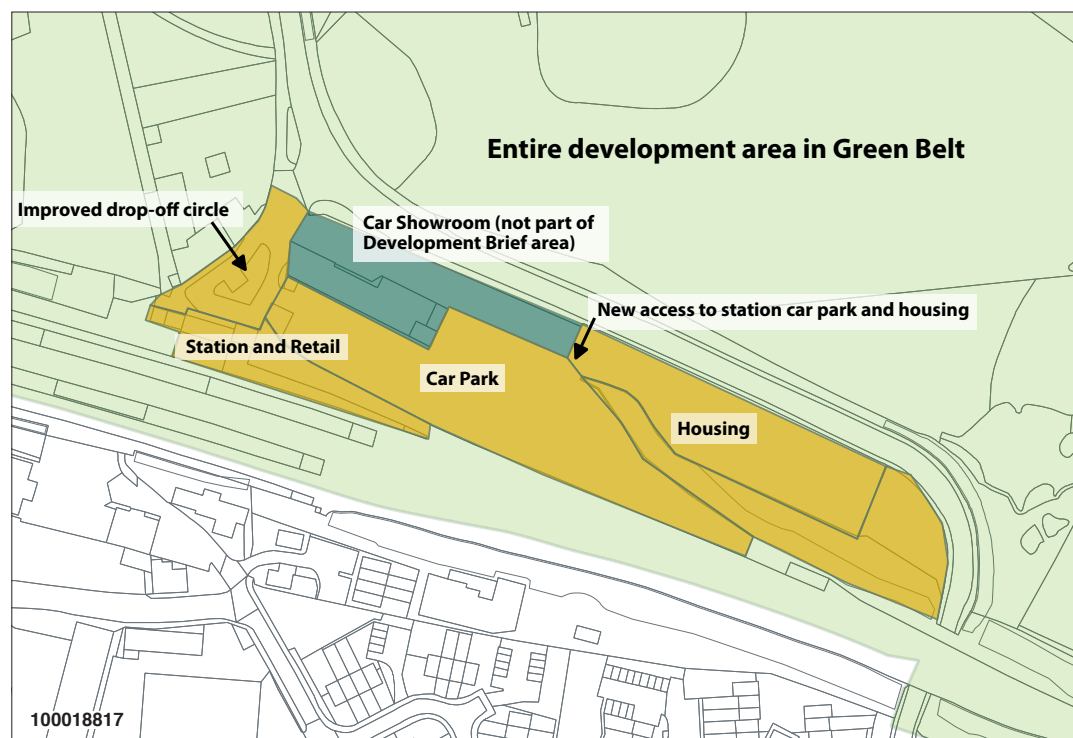 Entire development area in Green Belt
Improved drop-off circle
Car Showroom (not part of
Development Brief area)
New access to station car park and housing
Station and Retail
Car Park
Housing
100018817